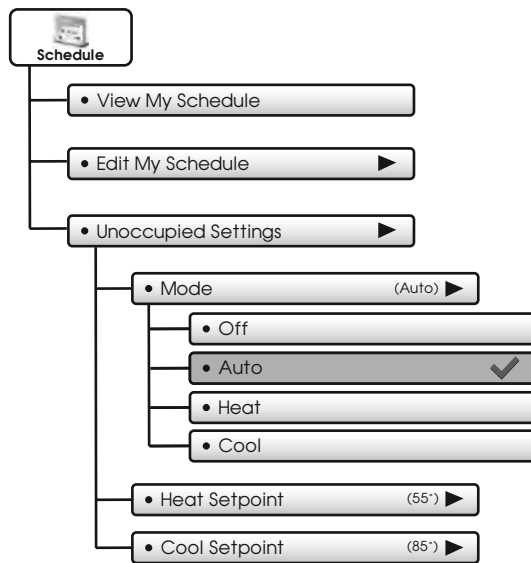 Schedule
• View My Schedule
• Edit My Schedule
• Unoccupied Settings
• Mode (Auto)
• Off
• Auto
• Heat
• Cool
• Heat Setpoint (55°)
• Cool Setpoint (85°)